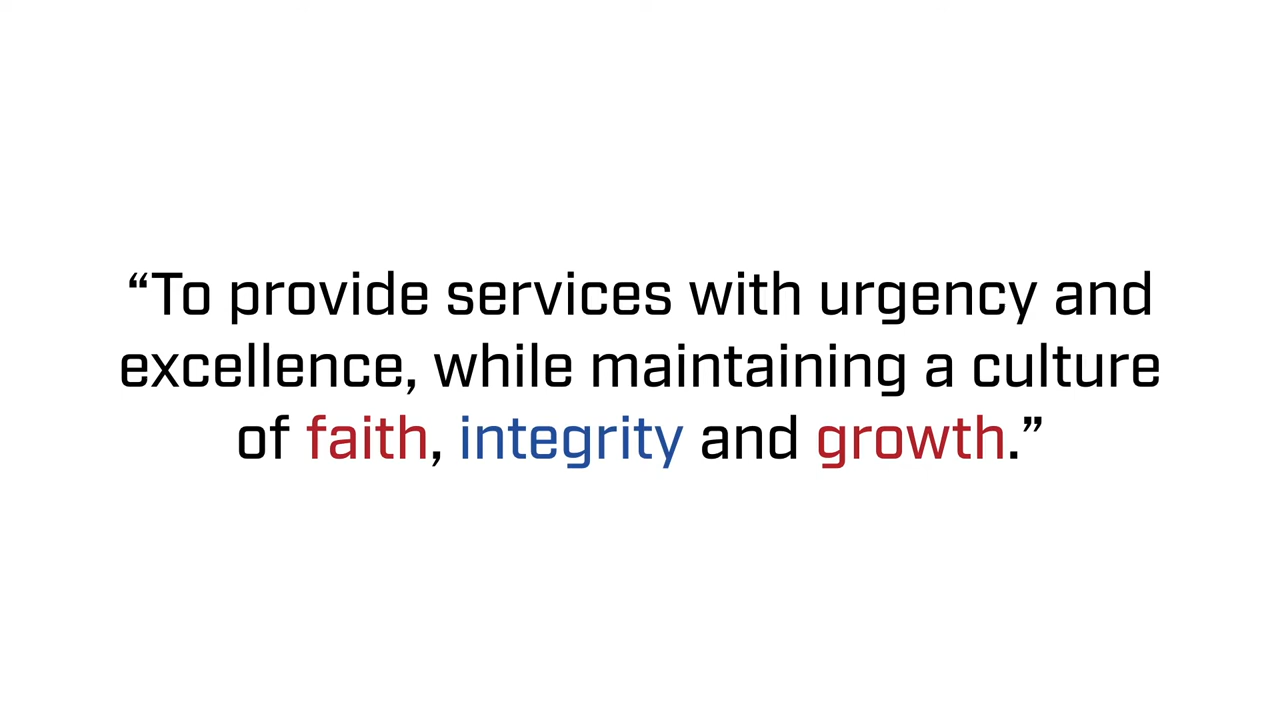 “To provide services with urgency and
excellence, while maintaining a culture
of faith, integrity and growth.”